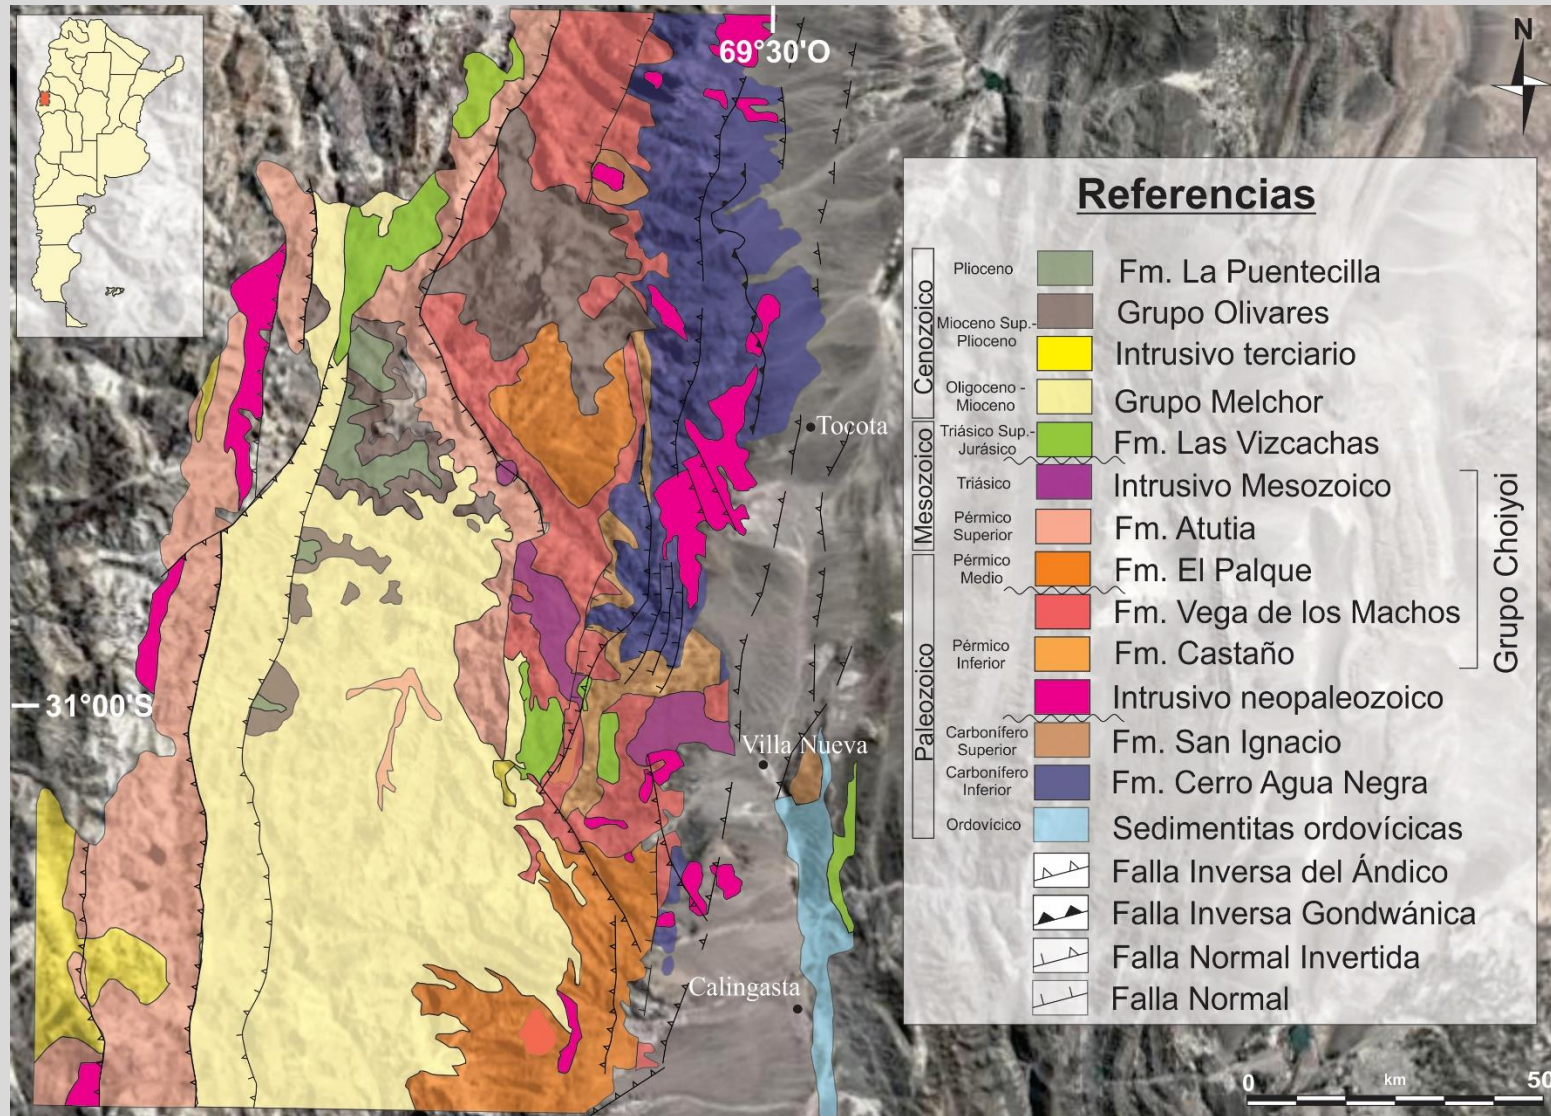 69°30'O
N
Referencias
Cenozoico
Plioceno
Fm. La Puentecilla
Mioceno Sup.-
Plioceno
Grupo Olivares
Intrusivo terciario
Oligoceno -
Mioceno
Grupo Melchor
Mesozoico
Triásico Sup.-
Jurásico
Fm. Las Vizcachas
Triásico
Intrusivo Mesozoico
Pérmico
Superior
Fm. Atutia
Paleozoico
Pérmico
Medio
Fm. El Palque
Fm. Vega de los Machos
Pérmico
Inferior
Fm. Castaño
Grupo Choiyoi
Intrusivo neopaleozoico
Carbonífero
Superior
Fm. San Ignacio
Carbonífero
Inferior
Fm. Cerro Agua Negra
Ordovícico
Sedimentitas ordovícicas
Falla Inversa del Ándico
Falla Inversa Gondwánica
Falla Normal Invertida
Falla Normal
Tocota
31°00'S
Villa Nueva
Calingasta
0 km 50